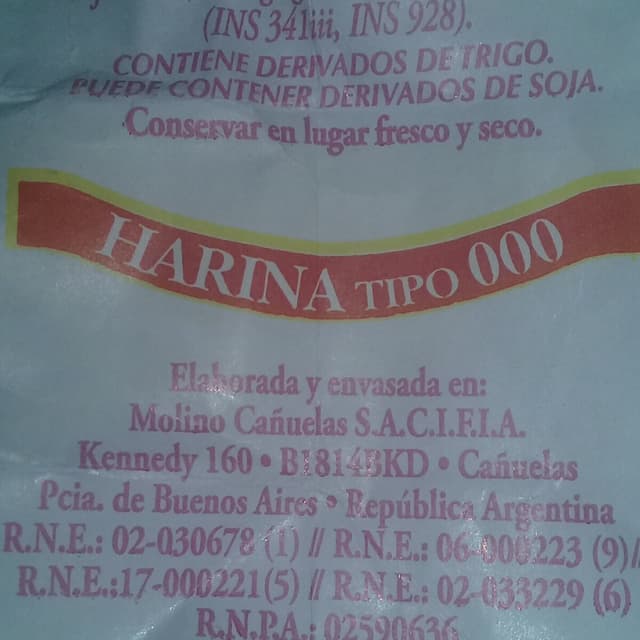 (INS 341iii, INS 928).
CONTIENE DERIVADOS DE TRIGO.
PUEDE CONTENER DERIVADOS DE SOJA.
Conservar en lugar fresco y seco.
HARINA TIPO 000
Elaborada y envasada en:
Molino Cañuelas S.A.C.I.F.I.A.
Kennedy 160 • B1814BKD • Cañuelas
Pcia. de Buenos Aires • República Argentina
R.N.E.: 02-030678 (1) // R.N.E.: 06-000223 (9)//
R.N.E.:17-000221(5) // R.N.E.: 02-033229 (6)
R.N.P.A.: 02590636